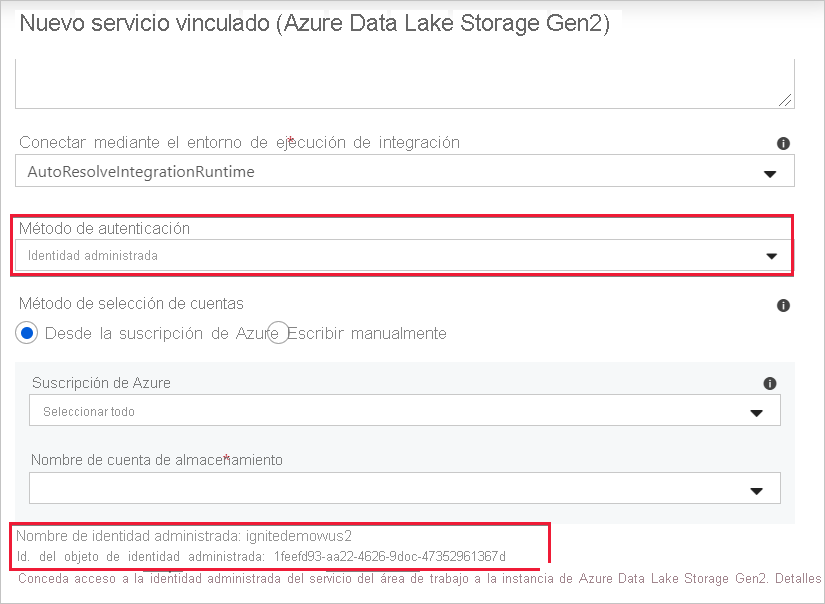 Nuevo servicio vinculado (Azure Data Lake Storage Gen2)
Conectar mediante el entorno de ejecución de integración *
AutoResolveIntegrationRuntime
Método de autenticación
Identidad administrada
Método de selección de cuentas
Desde la suscripción de Azure Escribir manualmente
Suscripción de Azure
Seleccionar todo
Nombre de cuenta de almacenamiento *
Nombre de identidad administrada: ignitedemowus2
Id. del objeto de identidad administrada: 1feefd93-aa22-4626-9doc-47352961367d
Conceda acceso a la identidad administrada del servicio del área de trabajo a la instancia de Azure Data Lake Storage Gen2. Detalles